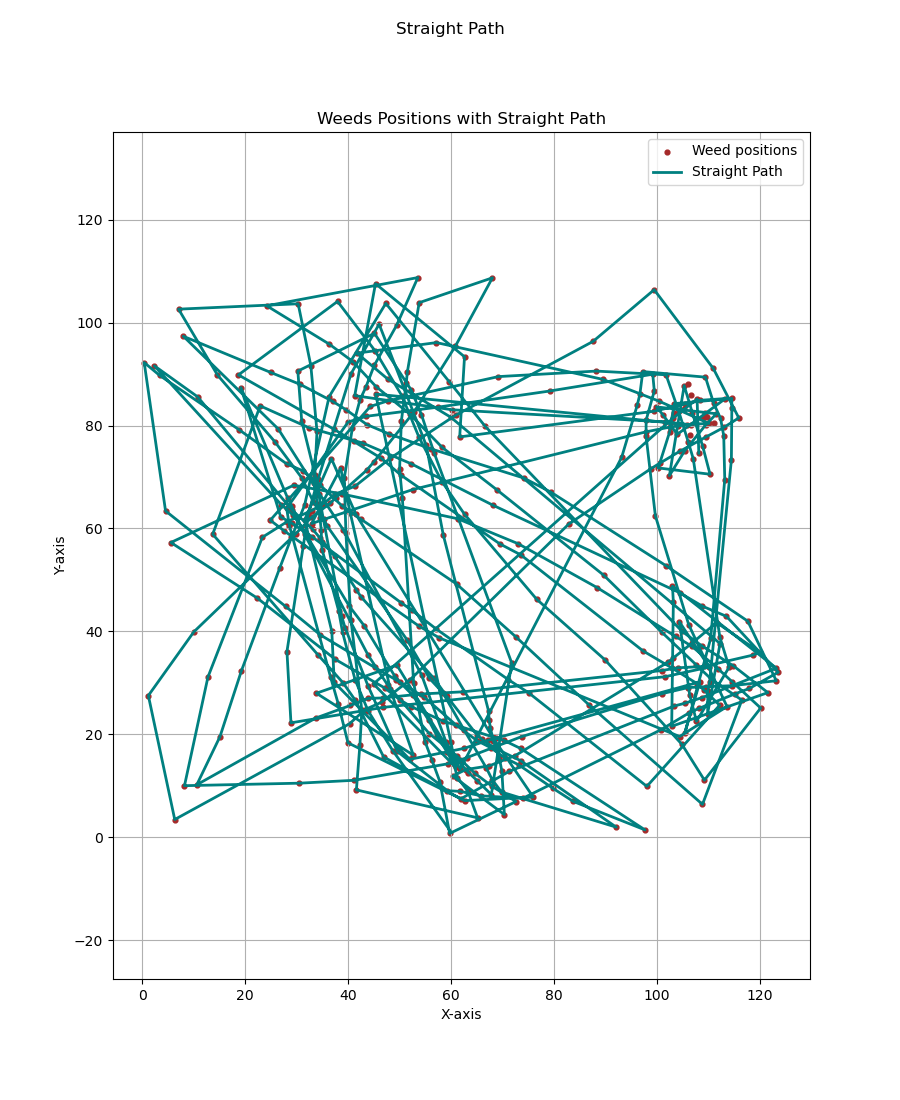 Straight Path
Weeds Positions with Straight Path
Weed positions
Straight Path
120
100
80
60
40
20
0
−20
Y-axis
0 20 40 60 80 100 120
X-axis